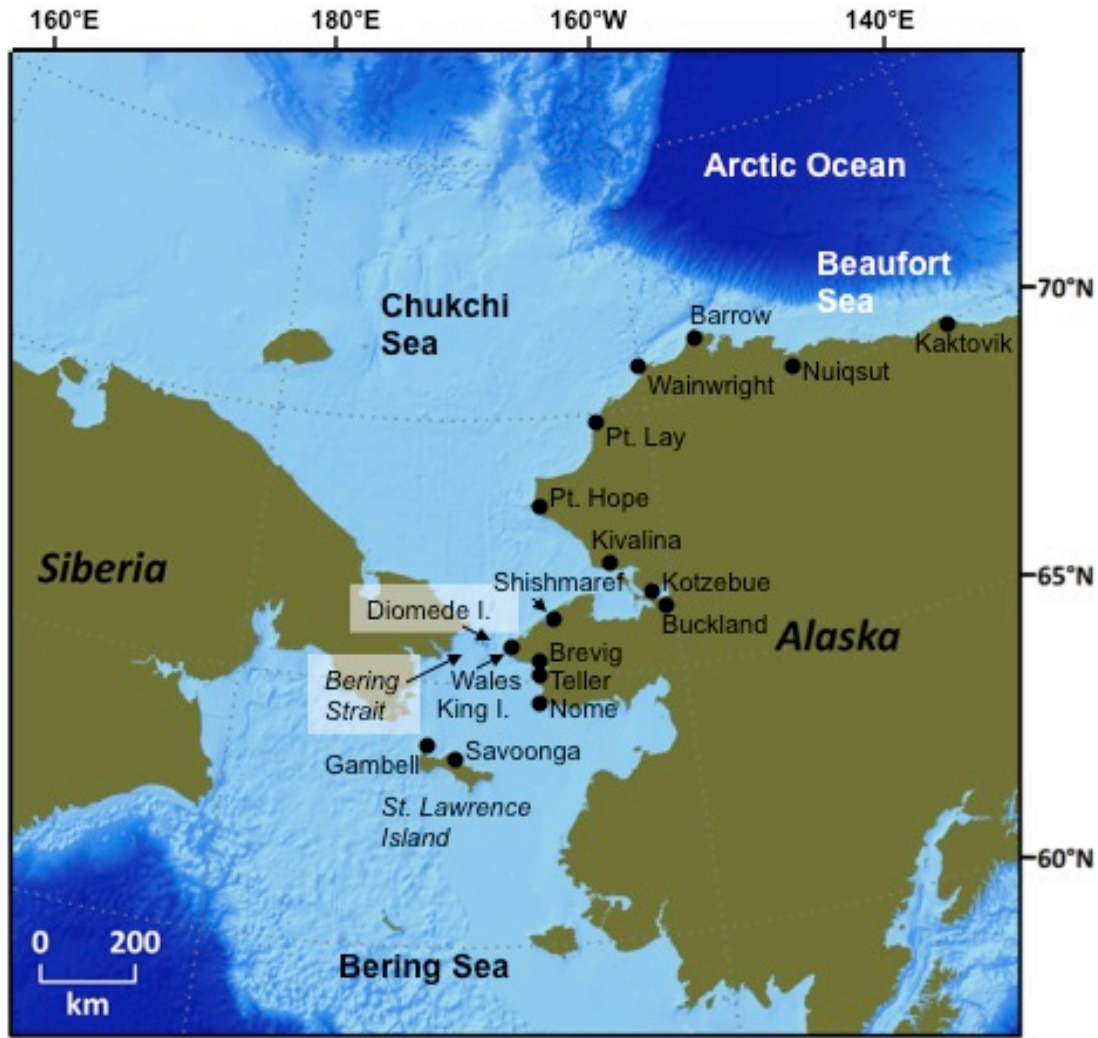 160°E
180°E
160°W
140°E
Arctic Ocean
Beaufort
Sea
70°N
Chukchi
Sea
Barrow
Kaktovik
Wainwright
Nuiqsut
Pt. Lay
Pt. Hope
Kivalina
Siberia
65°N
Shishmaref
Kotzebue
Diomede I.
Buckland
Alaska
Brevig
Bering
Strait
Wales
Teller
King I.
Nome
Savoonga
Gambell
St. Lawrence
Island
60°N
0 200
km
Bering Sea